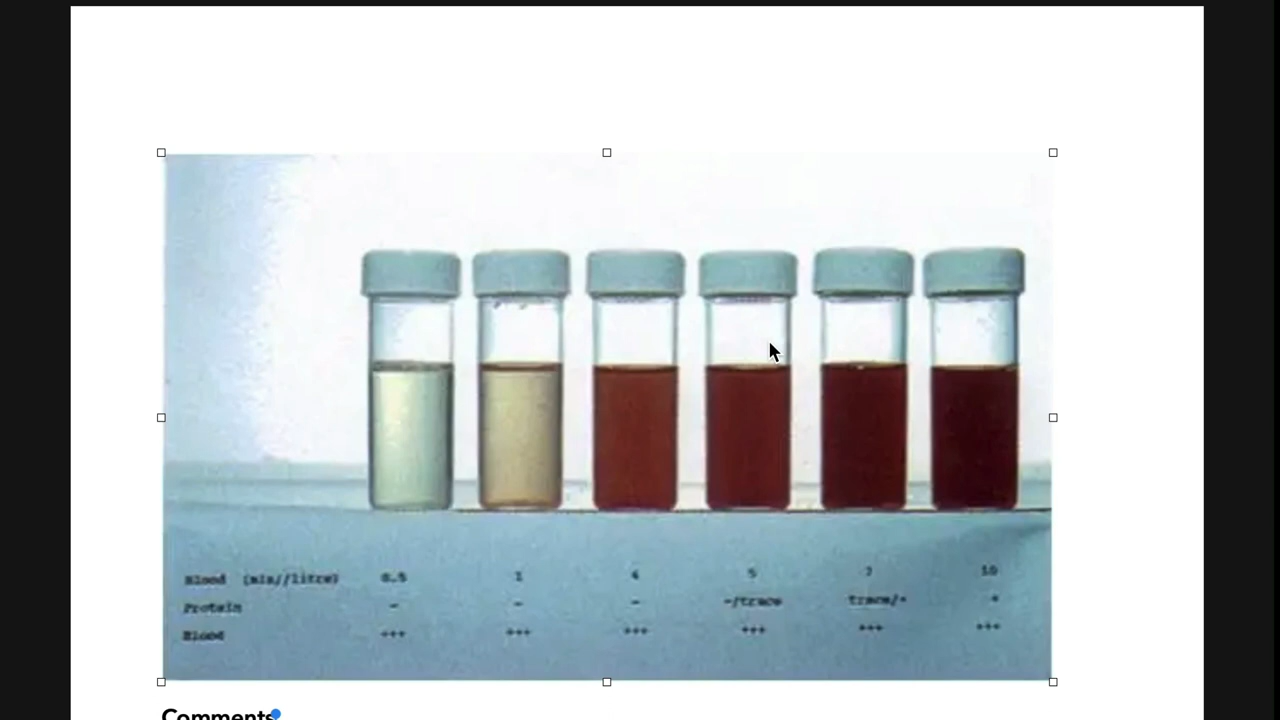 Blood (mls//litre) 0.5 1 4 5 7 10
Protein - - - -/trace trace/+ +
Blood +++ +++ +++ +++ +++ +++
Comments